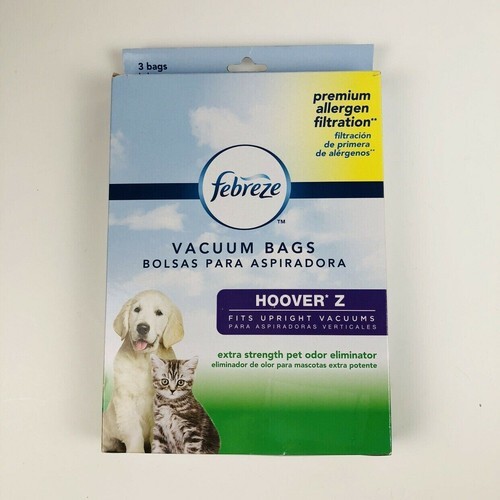 3 bags
premium
allergen
filtration**
filtración
de primera
de alérgenos**
febreze
TM
VACUUM BAGS
BOLSAS PARA ASPIRADORA
HOOVER® Z
FITS UPRIGHT VACUUMS
PARA ASPIRADORAS VERTICALES
extra strength pet odor eliminator
eliminador de olor para mascotas extra potente